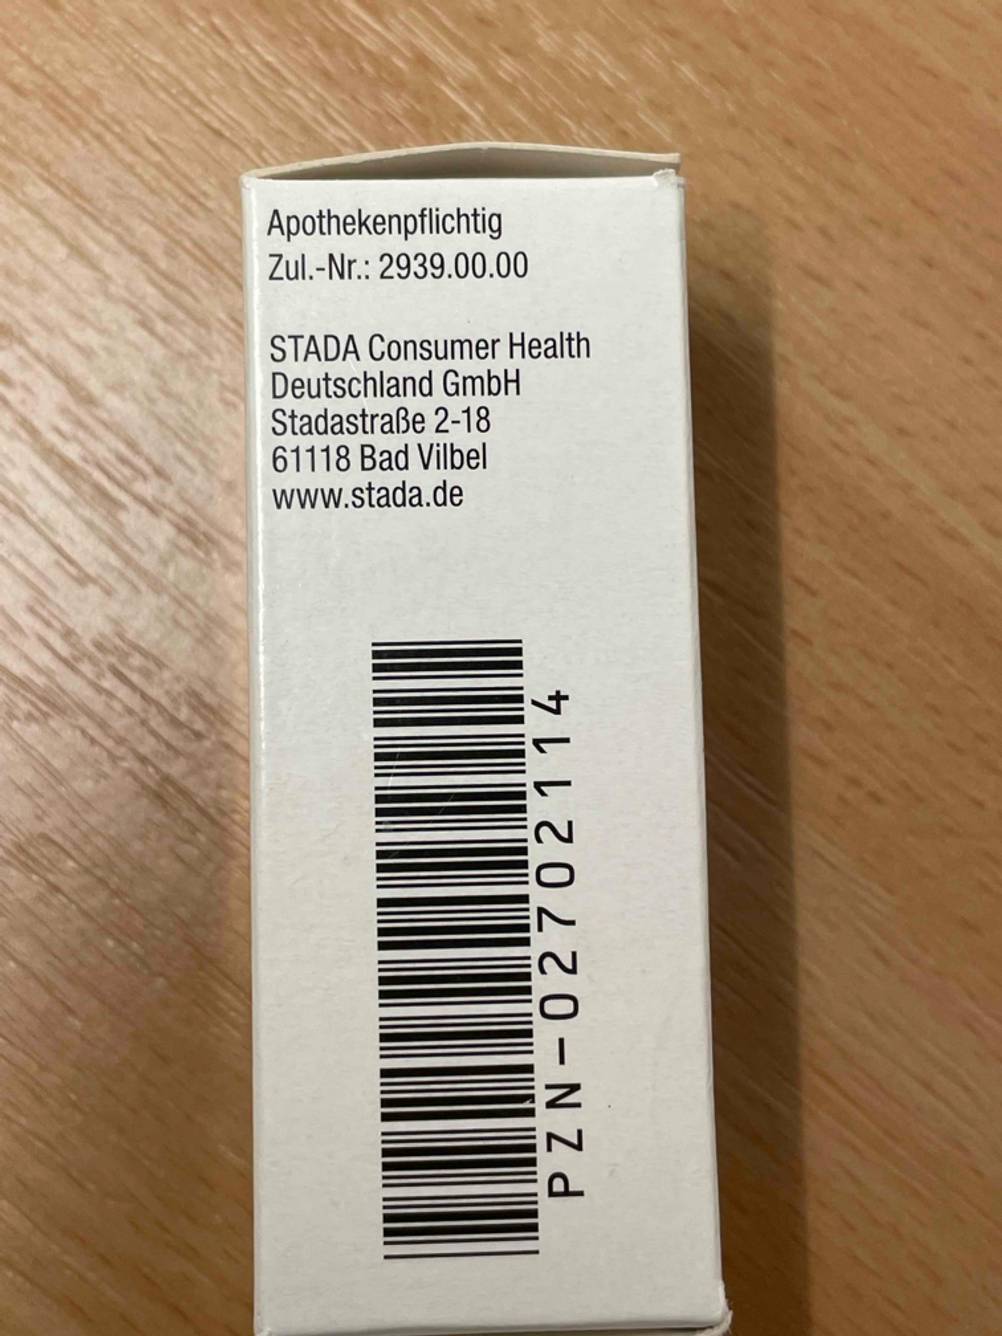 Apothekenpflichtig
Zul.-Nr.: 2939.00.00
STADA Consumer Health
Deutschland GmbH
Stadastraße 2-18
61118 Bad Vilbel
www.stada.de
PZN-02702114